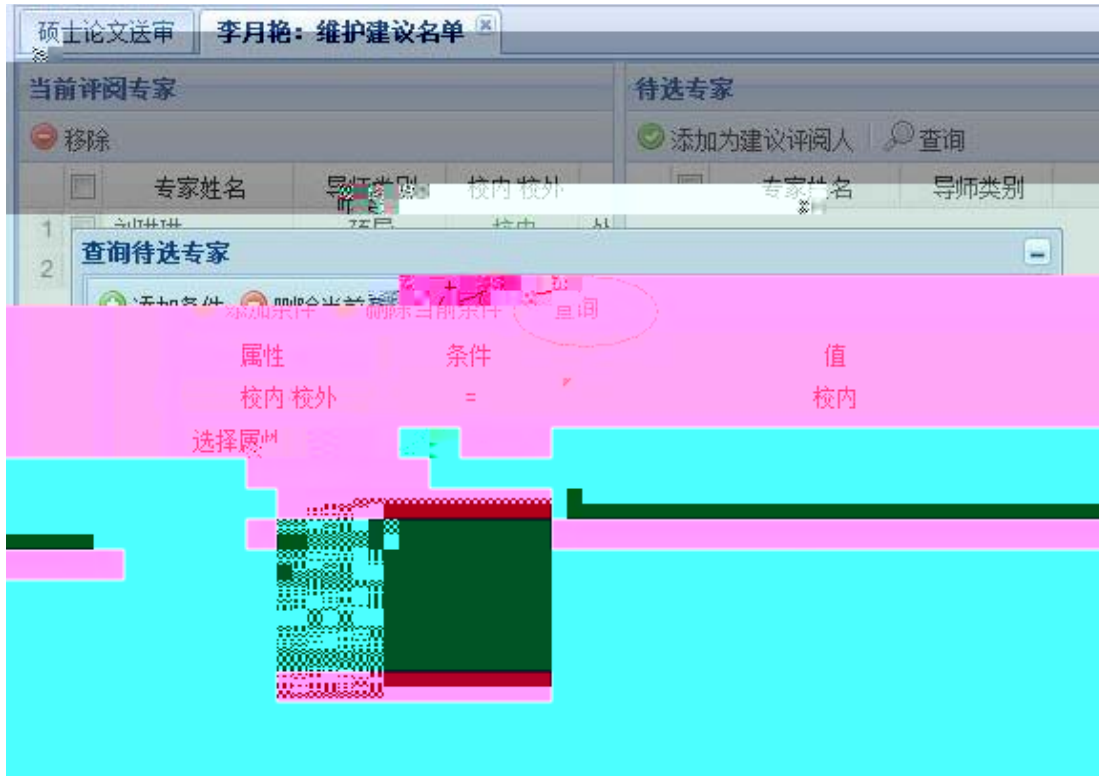 硕士论文送审 李月艳：维护建议名单
当前评阅专家 待选专家
移除 添加为建议评阅人 查询
专家姓名 导师类别 校内校外 专家姓名 导师类别
1
2
查询待选专家
添加条件 删除当前条件 查询
属性 条件 值
校内校外 = 校内
选择属性